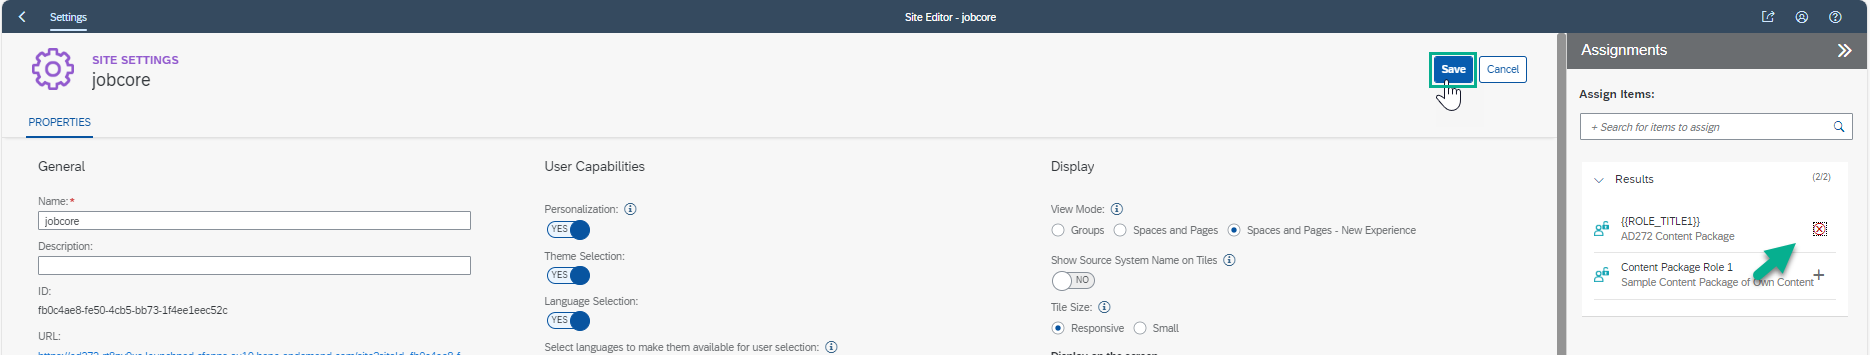 Settings
Site Editor - jobcore
SITE SETTINGS
jobcore
Save
Cancel
PROPERTIES
General
Name:*
jobcore
Description:
ID:
fb0c4ae8-fe50-4cb5-bb73-1f4ee1eec52c
URL:
User Capabilities
Personalization:
YES
Theme Selection:
YES
Language Selection:
YES
Select languages to make them available for user selection:
Display
View Mode:
Groups
Spaces and Pages
Spaces and Pages - New Experience
Show Source System Name on Tiles
NO
Tile Size:
Responsive
Small
Display on the screen
Assignments
Assign Items:
+ Search for items to assign
Results
(2/2)
{{ROLE_TITLE1}}
AD272 Content Package
Content Package Role 1
Sample Content Package of Own Content